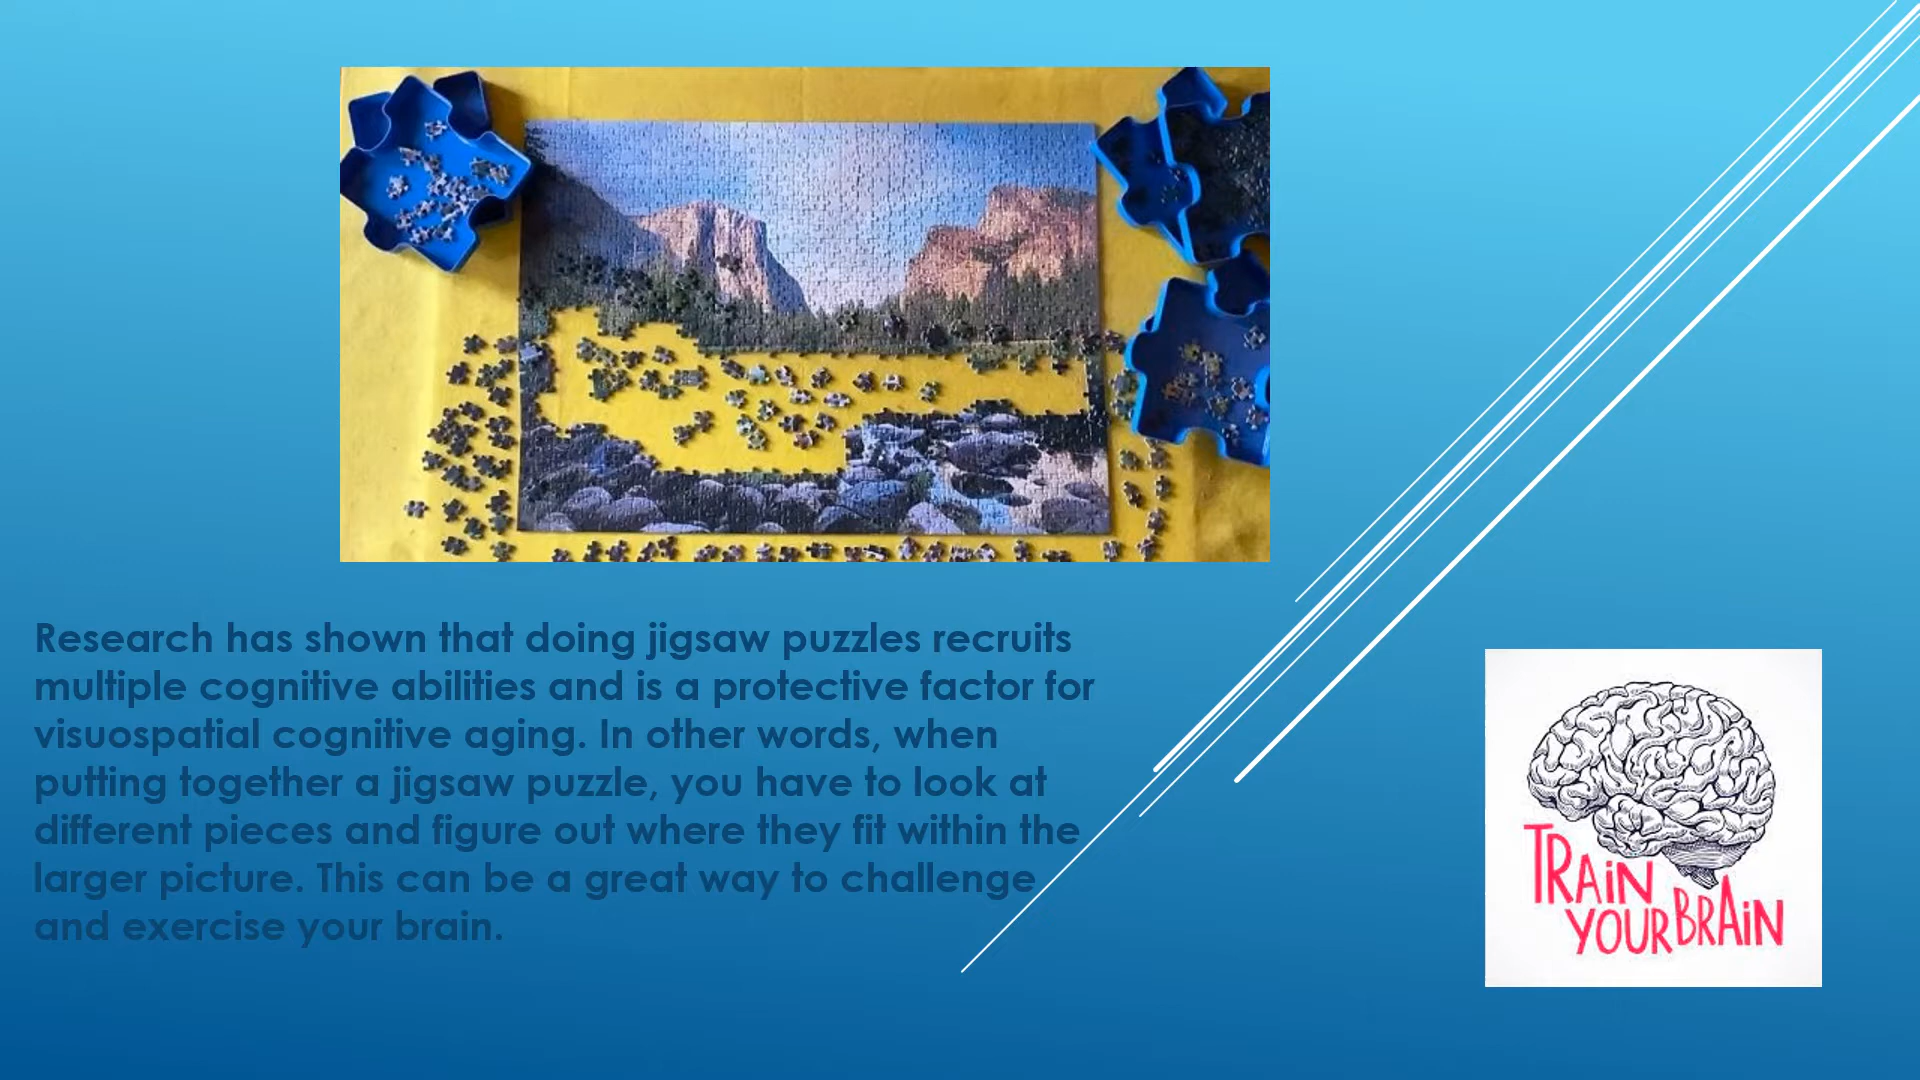 Research has shown that doing jigsaw puzzles recruits
multiple cognitive abilities and is a protective factor for
visuospatial cognitive aging. In other words, when
putting together a jigsaw puzzle, you have to look at
different pieces and figure out where they fit within the
larger picture. This can be a great way to challenge
and exercise your brain.
TRAiN
YOUR BRAiN